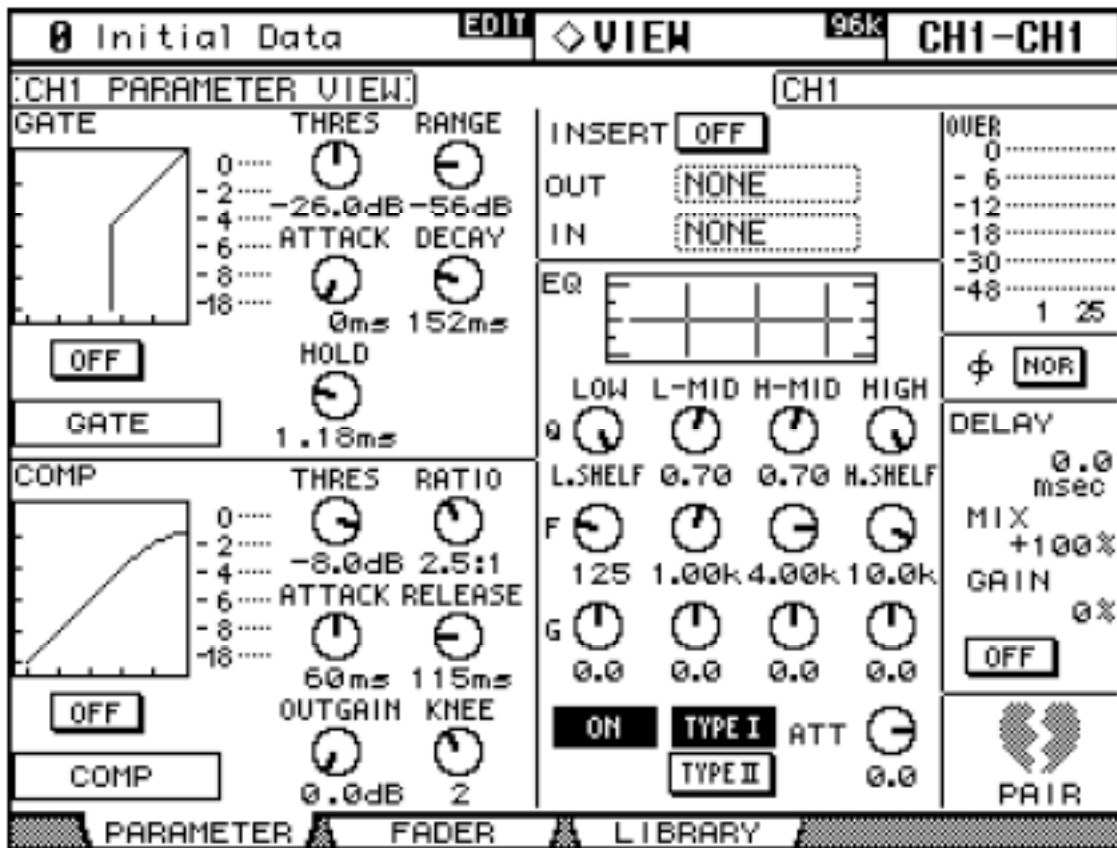 0 Initial Data EDIT ◇VIEW 96k CH1-CH1
CH1 PARAMETER VIEW
CH1
GATE
THRES RANGE
-26.0dB -56dB
ATTACK DECAY
0ms 152ms
HOLD
1.18ms
0
-2
-4
-6
-8
-18
OFF
GATE
COMP
THRES RATIO
-8.0dB 2.5:1
ATTACK RELEASE
60ms 115ms
OUTGAIN KNEE
0.0dB 2
0
-2
-4
-6
-8
-18
OFF
COMP
INSERT OFF
OUT NONE
IN NONE
EQ
LOW L-MID H-MID HIGH
Q
L.SHELF 0.70 0.70 H.SHELF
F
125 1.00k 4.00k 10.0k
G
0.0 0.0 0.0 0.0
ON TYPE I ATT
TYPE II 0.0
OVER
0
-6
-12
-18
-30
-48
1 25
ϕ NOR
DELAY
0.0
msec
MIX
+100%
GAIN
0%
OFF
PAIR
PARAMETER FADER LIBRARY